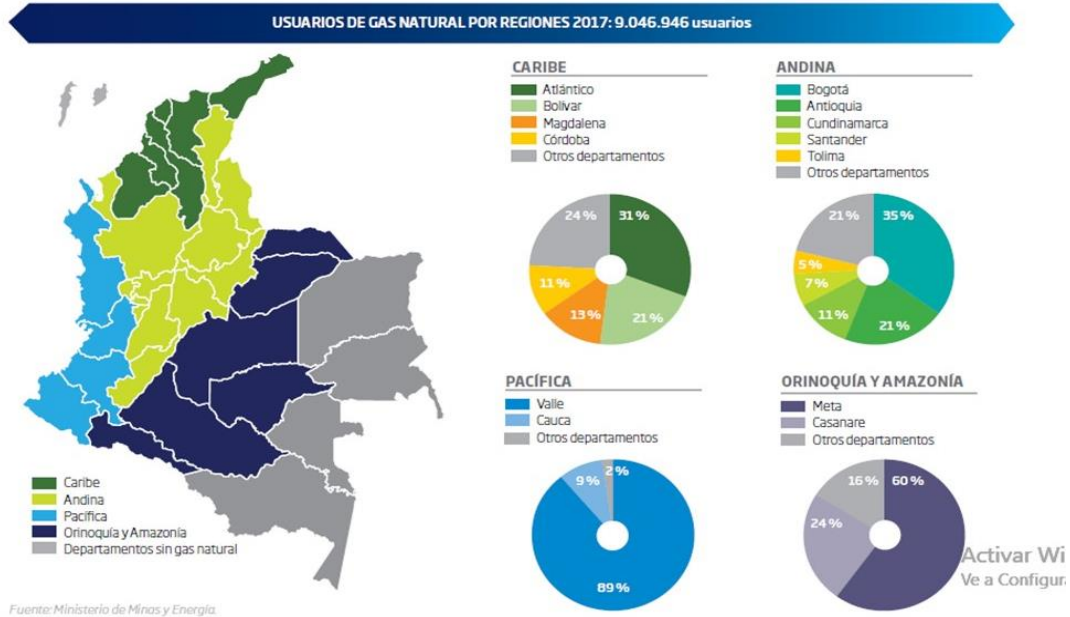 USUARIOS DE GAS NATURAL POR REGIONES 2017: 9.046.946 usuarios
CARIBE
Atlántico
Bolívar
Magdalena
Córdoba
Otros departamentos
24 %
31 %
11 %
13 %
21 %
ANDINA
Bogotá
Antioquia
Cundinamarca
Santander
Tolima
Otros departamentos
21 %
35 %
5 %
7 %
11 %
21 %
PACÍFICA
Valle
Cauca
Otros departamentos
9 %
2 %
89 %
ORINOQUÍA Y AMAZONÍA
Meta
Casanare
Otros departamentos
16 %
60 %
24 %
Caribe
Andina
Pacífica
Orinoquía y Amazonía
Departamentos sin gas natural
Activar Wi
Ve a Configura
Fuente: Ministerio de Minas y Energía.